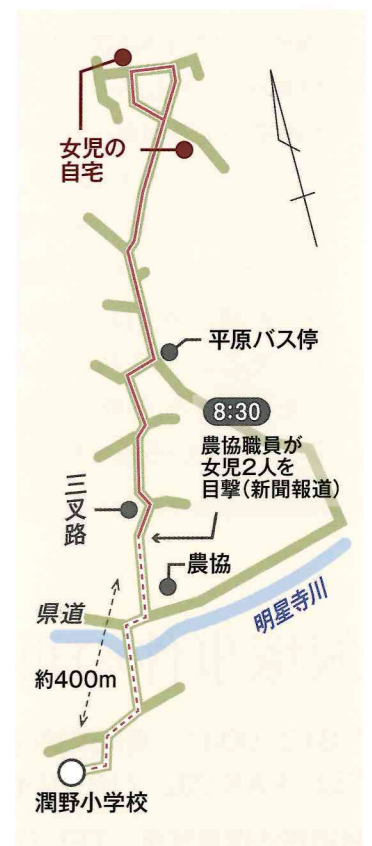 女児の
自宅
平原バス停
8:30
農協職員が
女児2人を
目撃(新聞報道)
三叉路
農協
県道
明星寺川
約400m
潤野小学校